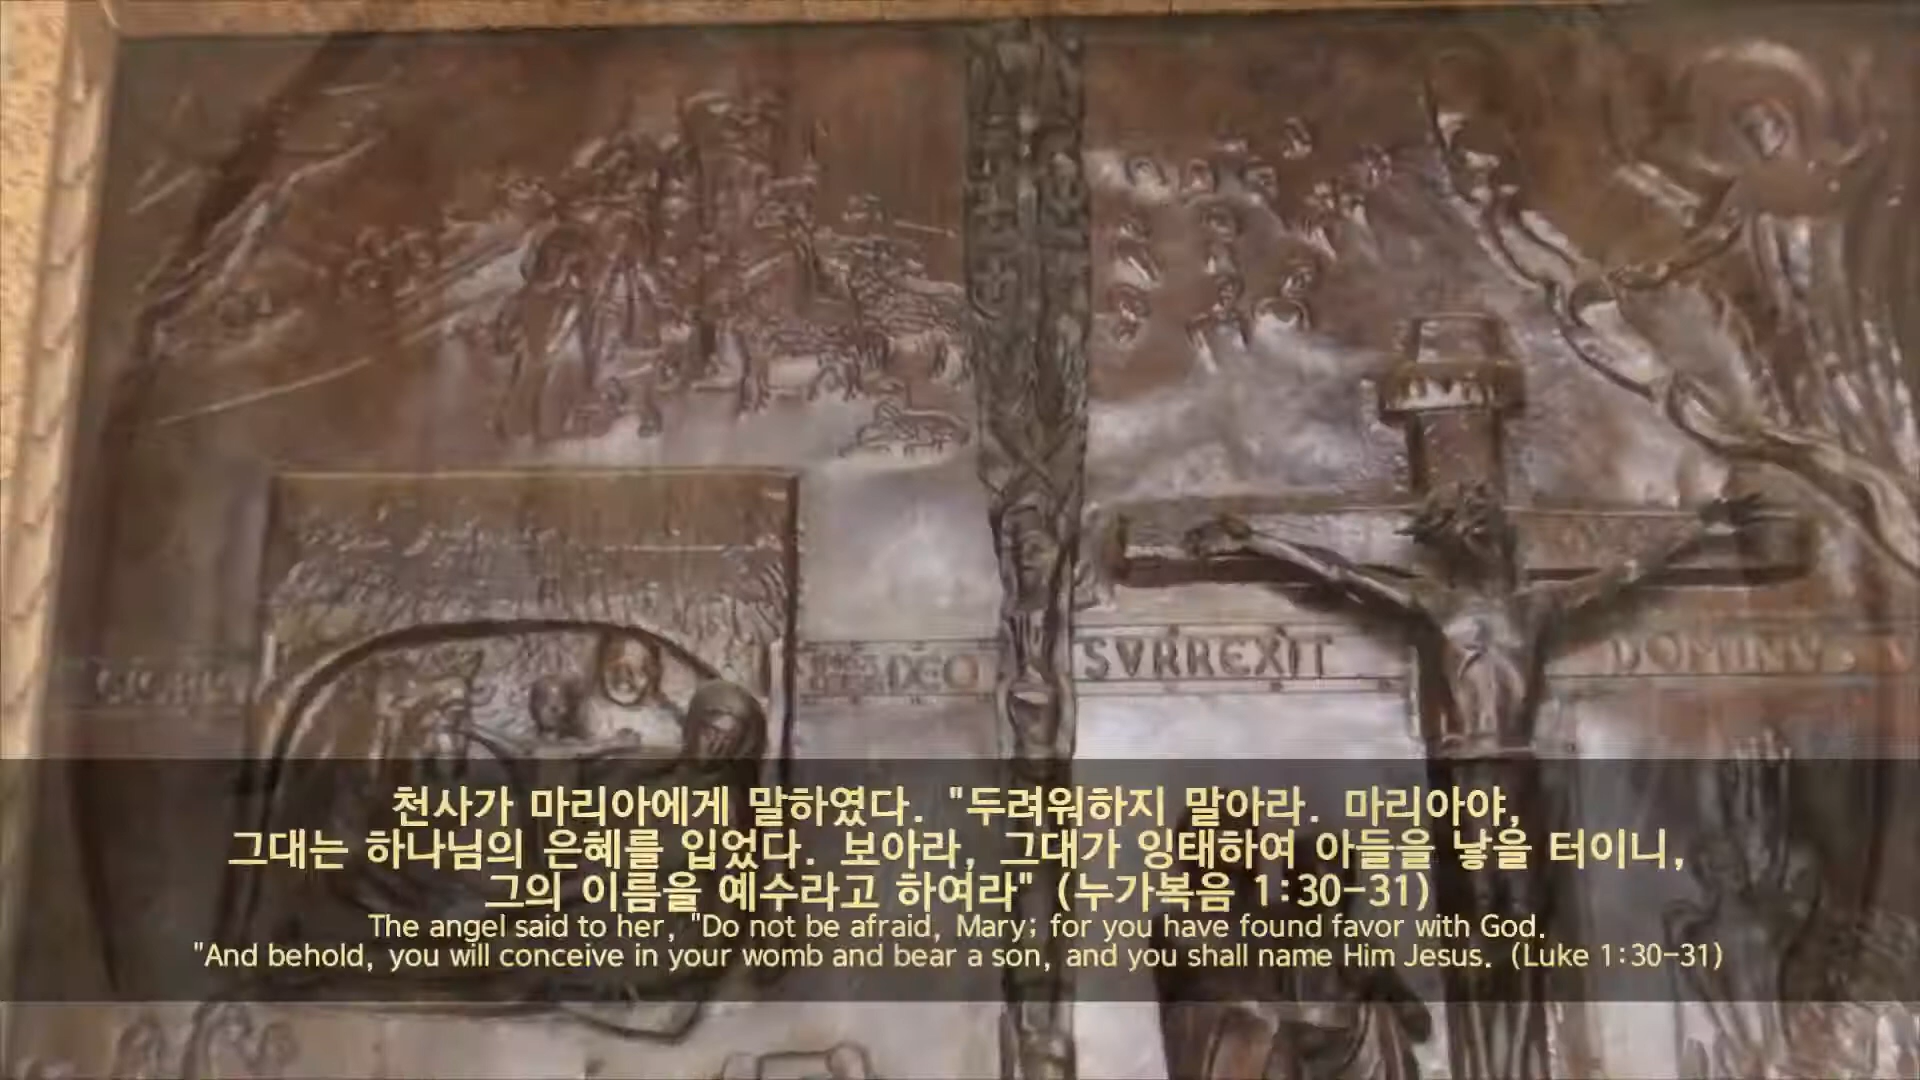 SVRREXIT
DOMINV
천사가 마리아에게 말하였다. "두려워하지 말아라. 마리아야,
그대는 하나님의 은혜를 입었다. 보아라, 그대가 잉태하여 아들을 낳을 터이니,
그의 이름을 예수라고 하여라" (누가복음 1:30-31)
The angel said to her, "Do not be afraid, Mary; for you have found favor with God.
"And behold, you will conceive in your womb and bear a son, and you shall name Him Jesus. (Luke 1:30-31)